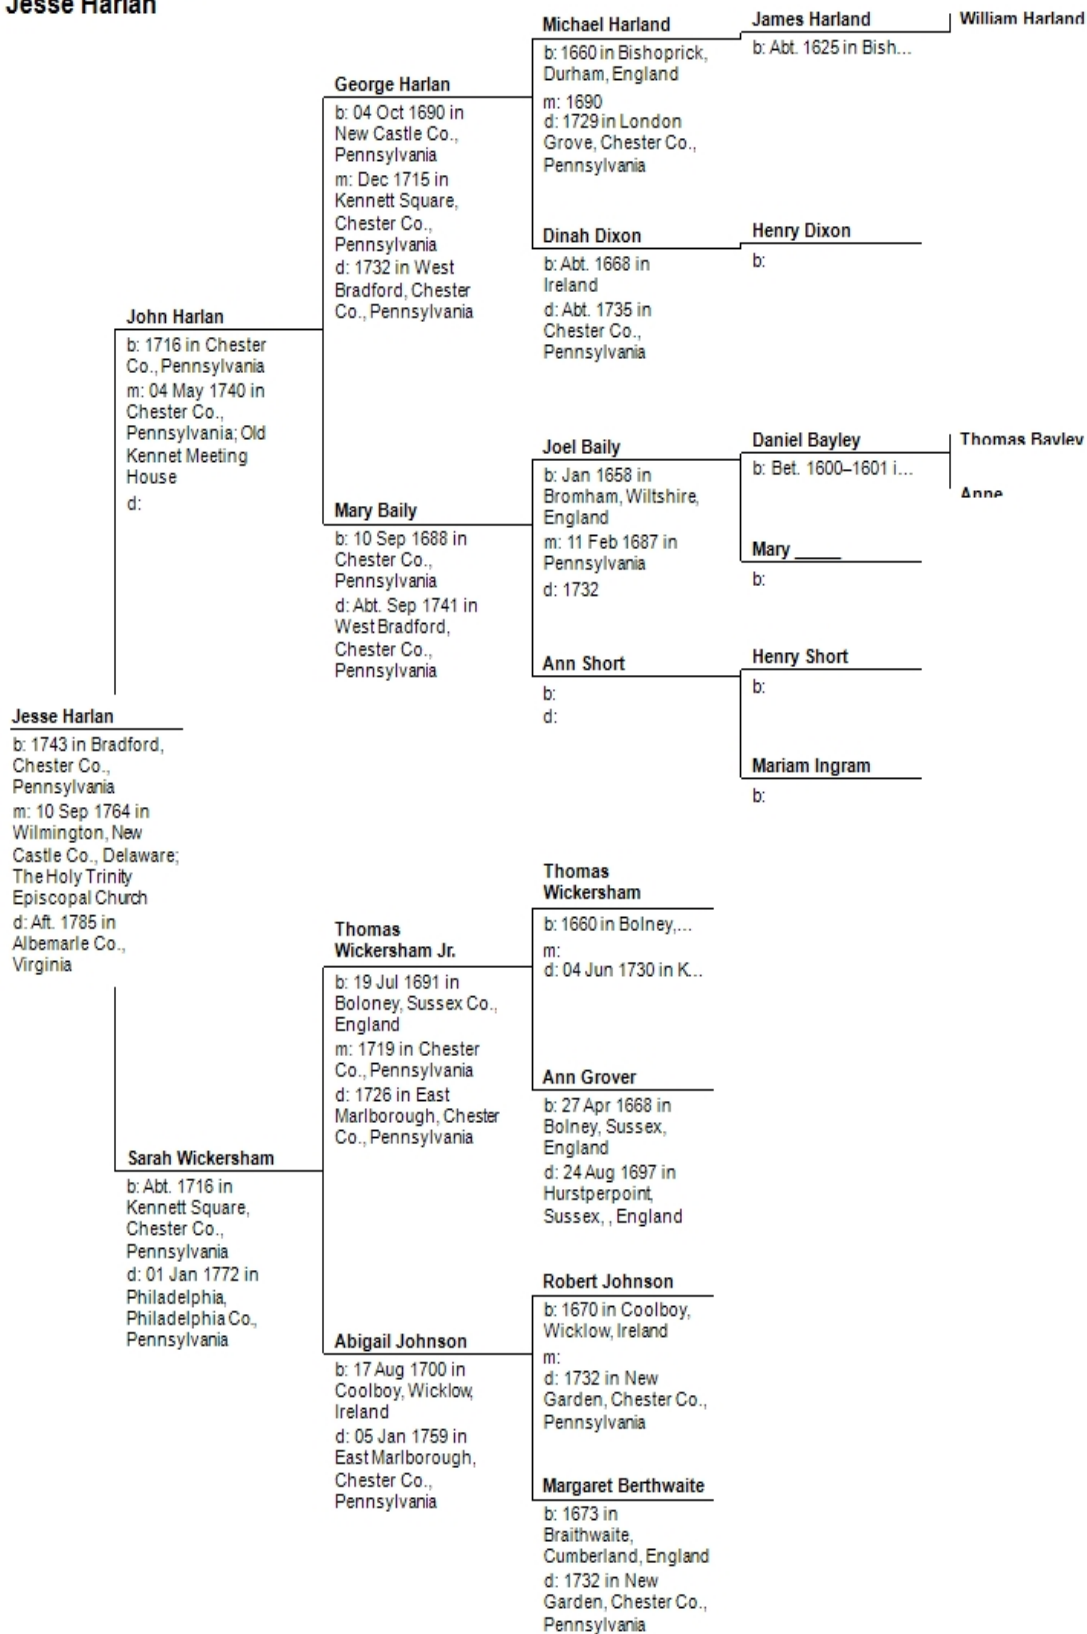 Jesse Harlan
Michael Harland
b: 1660 in Bishoprick,
Durham, England
m: 1690
d: 1729 in London
Grove, Chester Co.,
Pennsylvania
James Harland
b: Abt. 1625 in Bish...
William Harland
George Harlan
b: 04 Oct 1690 in
New Castle Co.,
Pennsylvania
m: Dec 1715 in
Kennett Square,
Chester Co.,
Pennsylvania
d: 1732 in West
Bradford, Chester
Co., Pennsylvania
Dinah Dixon
b: Abt. 1668 in
Ireland
d: Abt. 1735 in
Chester Co.,
Pennsylvania
Henry Dixon
b:
John Harlan
b: 1716 in Chester
Co., Pennsylvania
m: 04 May 1740 in
Chester Co.,
Pennsylvania; Old
Kennet Meeting
House
d:
Joel Baily
b: Jan 1658 in
Bromham, Wiltshire,
England
m: 11 Feb 1687 in
Pennsylvania
d: 1732
Daniel Bayley
b: Bet. 1600–1601 i...
Thomas Bayley
Anne
Mary Baily
b: 10 Sep 1688 in
Chester Co.,
Pennsylvania
d: Abt. Sep 1741 in
West Bradford,
Chester Co.,
Pennsylvania
Mary _____
b:
Ann Short
b:
d:
Henry Short
b:
Mariam Ingram
b:
Jesse Harlan
b: 1743 in Bradford,
Chester Co.,
Pennsylvania
m: 10 Sep 1764 in
Wilmington, New
Castle Co., Delaware;
The Holy Trinity
Episcopal Church
d: Aft. 1785 in
Albemarle Co.,
Virginia
Thomas
Wickersham
b: 1660 in Bolney,...
m:
d: 04 Jun 1730 in K...
Thomas
Wickersham Jr.
b: 19 Jul 1691 in
Boloney, Sussex Co.,
England
m: 1719 in Chester
Co., Pennsylvania
d: 1726 in East
Marlborough, Chester
Co., Pennsylvania
Ann Grover
b: 27 Apr 1668 in
Bolney, Sussex,
England
d: 24 Aug 1697 in
Hurstperpoint,
Sussex, , England
Sarah Wickersham
b: Abt. 1716 in
Kennett Square,
Chester Co.,
Pennsylvania
d: 01 Jan 1772 in
Philadelphia,
Philadelphia Co.,
Pennsylvania
Robert Johnson
b: 1670 in Coolboy,
Wicklow, Ireland
m:
d: 1732 in New
Garden, Chester Co.,
Pennsylvania
Abigail Johnson
b: 17 Aug 1700 in
Coolboy, Wicklow,
Ireland
d: 05 Jan 1759 in
East Marlborough,
Chester Co.,
Pennsylvania
Margaret Berthwaite
b: 1673 in
Braithwaite,
Cumberland, England
d: 1732 in New
Garden, Chester Co.,
Pennsylvania